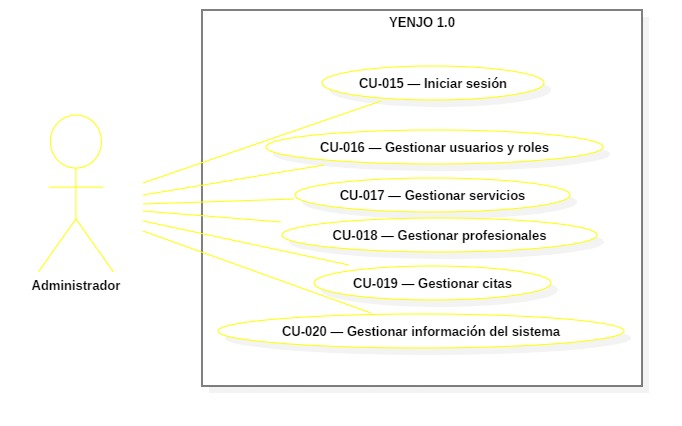 YENJO 1.0
CU-015 — Iniciar sesión
CU-016 — Gestionar usuarios y roles
CU-017 — Gestionar servicios
CU-018 — Gestionar profesionales
CU-019 — Gestionar citas
Administrador
CU-020 — Gestionar información del sistema